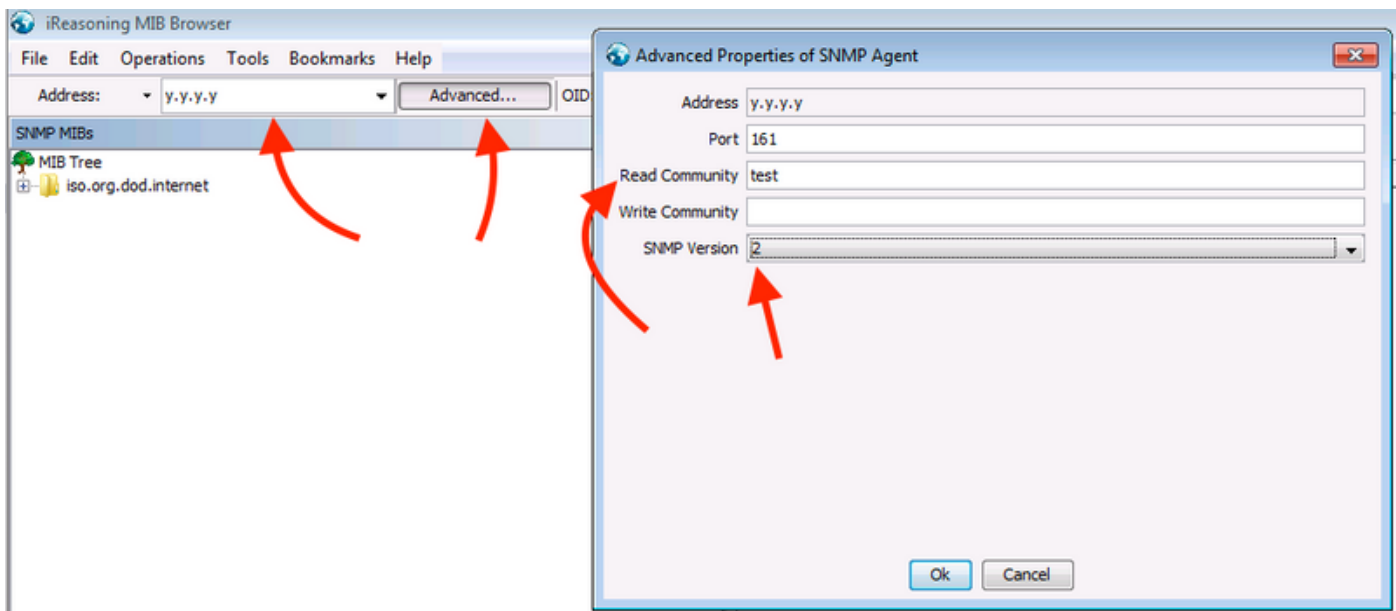 iReasoning MIB Browser
File Edit Operations Tools Bookmarks Help
Address: y.y.y.y Advanced... OID
SNMP MIBs
MIB Tree
iso.org.dod.internet
Advanced Properties of SNMP Agent
Address y.y.y.y
Port 161
Read Community test
Write Community
SNMP Version 2
Ok Cancel